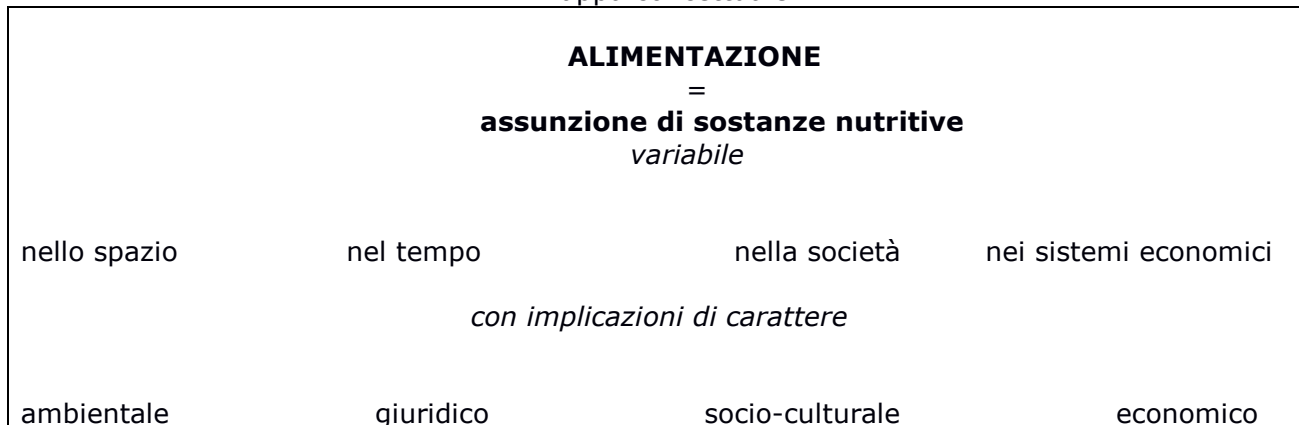 ALIMENTAZIONE
=
assunzione di sostanze nutritive
variabile
nello spazio nel tempo nella società nei sistemi economici
con implicazioni di carattere
ambientale giuridico socio-culturale economico